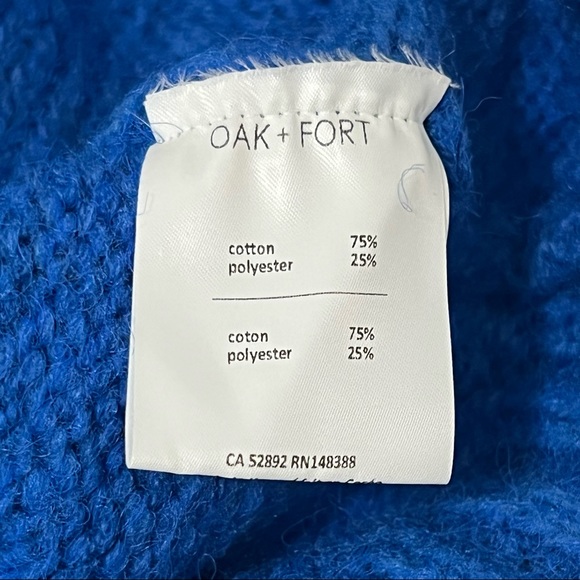 OAK + FORT
cotton 75%
polyester 25%
coton 75%
polyester 25%
CA 52892 RN148388